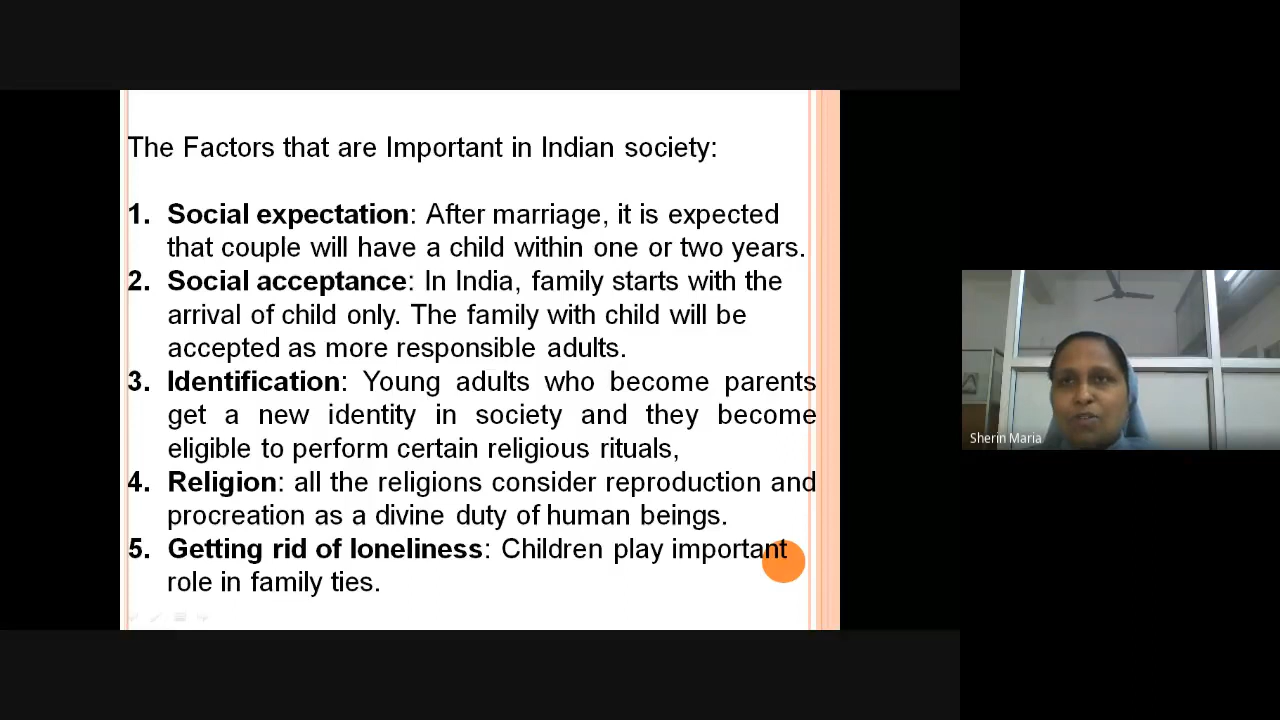 The Factors that are Important in Indian society:
1. Social expectation: After marriage, it is expected
that couple will have a child within one or two years.
2. Social acceptance: In India, family starts with the
arrival of child only. The family with child will be
accepted as more responsible adults.
3. Identification: Young adults who become parents
get a new identity in society and they become
eligible to perform certain religious rituals,
4. Religion: all the religions consider reproduction and
procreation as a divine duty of human beings.
5. Getting rid of loneliness: Children play important
role in family ties.
Sherin Maria